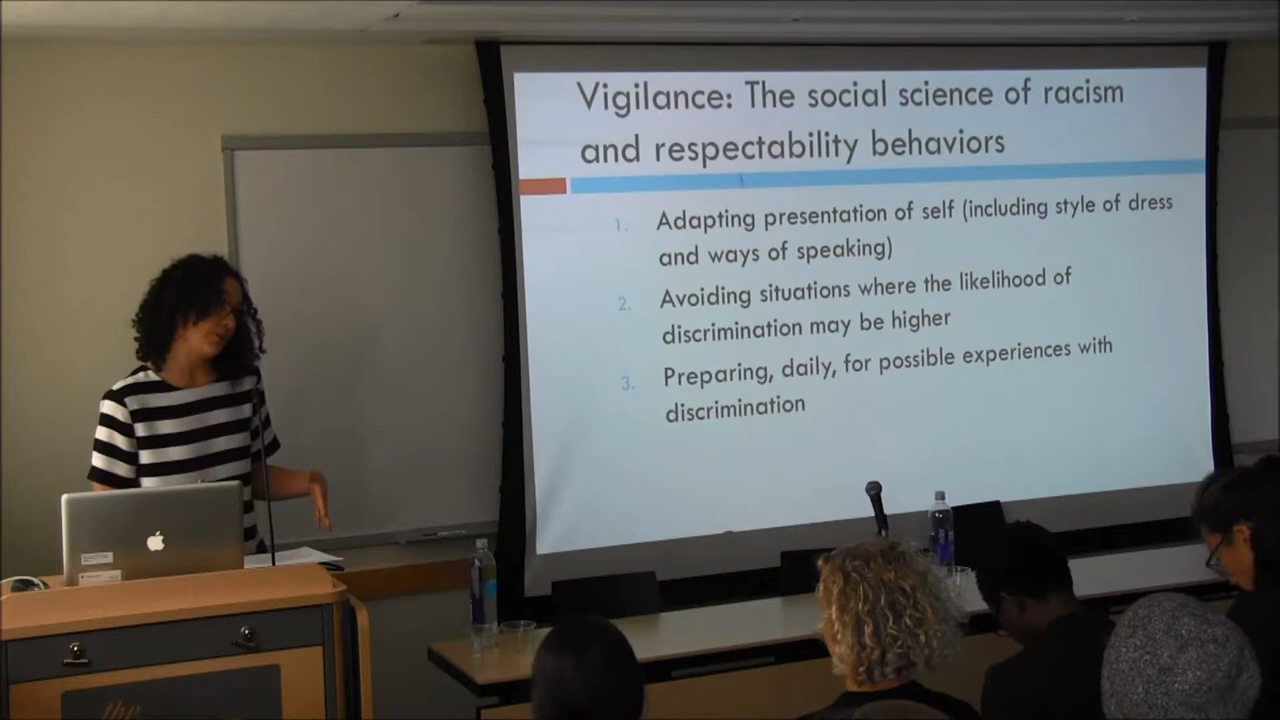 Vigilance: The social science of racism
and respectability behaviors
1. Adapting presentation of self (including style of dress
and ways of speaking)
2. Avoiding situations where the likelihood of
discrimination may be higher
3. Preparing, daily, for possible experiences with
discrimination
the